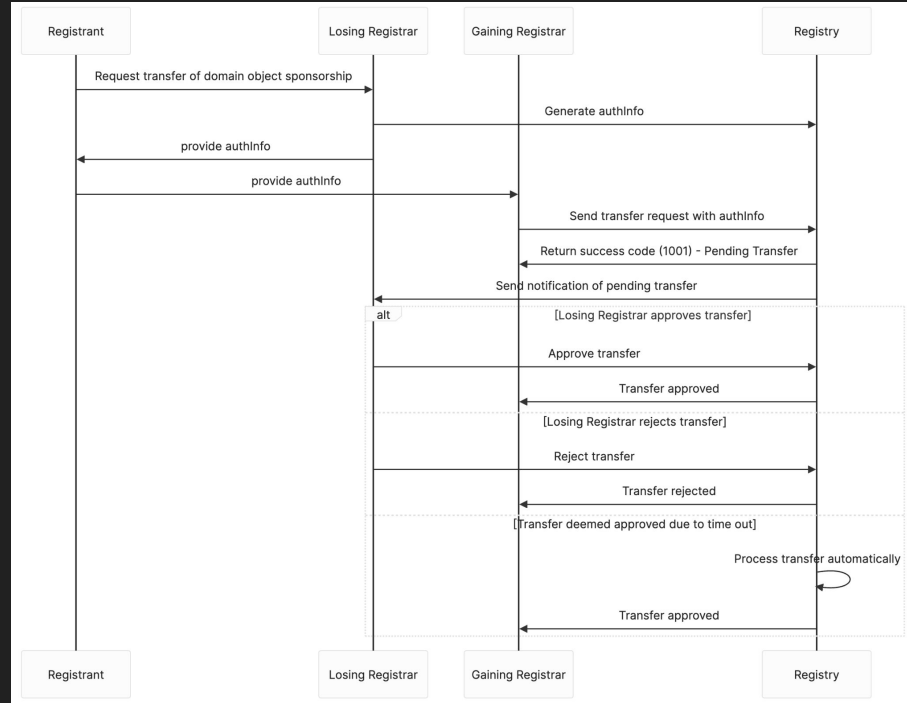 Registrant
Losing Registrar
Gaining Registrar
Registry
Request transfer of domain object sponsorship
Generate authInfo
provide authInfo
provide authInfo
Send transfer request with authInfo
Return success code (1001) - Pending Transfer
Send notification of pending transfer
alt
[Losing Registrar approves transfer]
Approve transfer
Transfer approved
[Losing Registrar rejects transfer]
Reject transfer
Transfer rejected
[Transfer deemed approved due to time out]
Process transfer automatically
Transfer approved
Registrant
Losing Registrar
Gaining Registrar
Registry